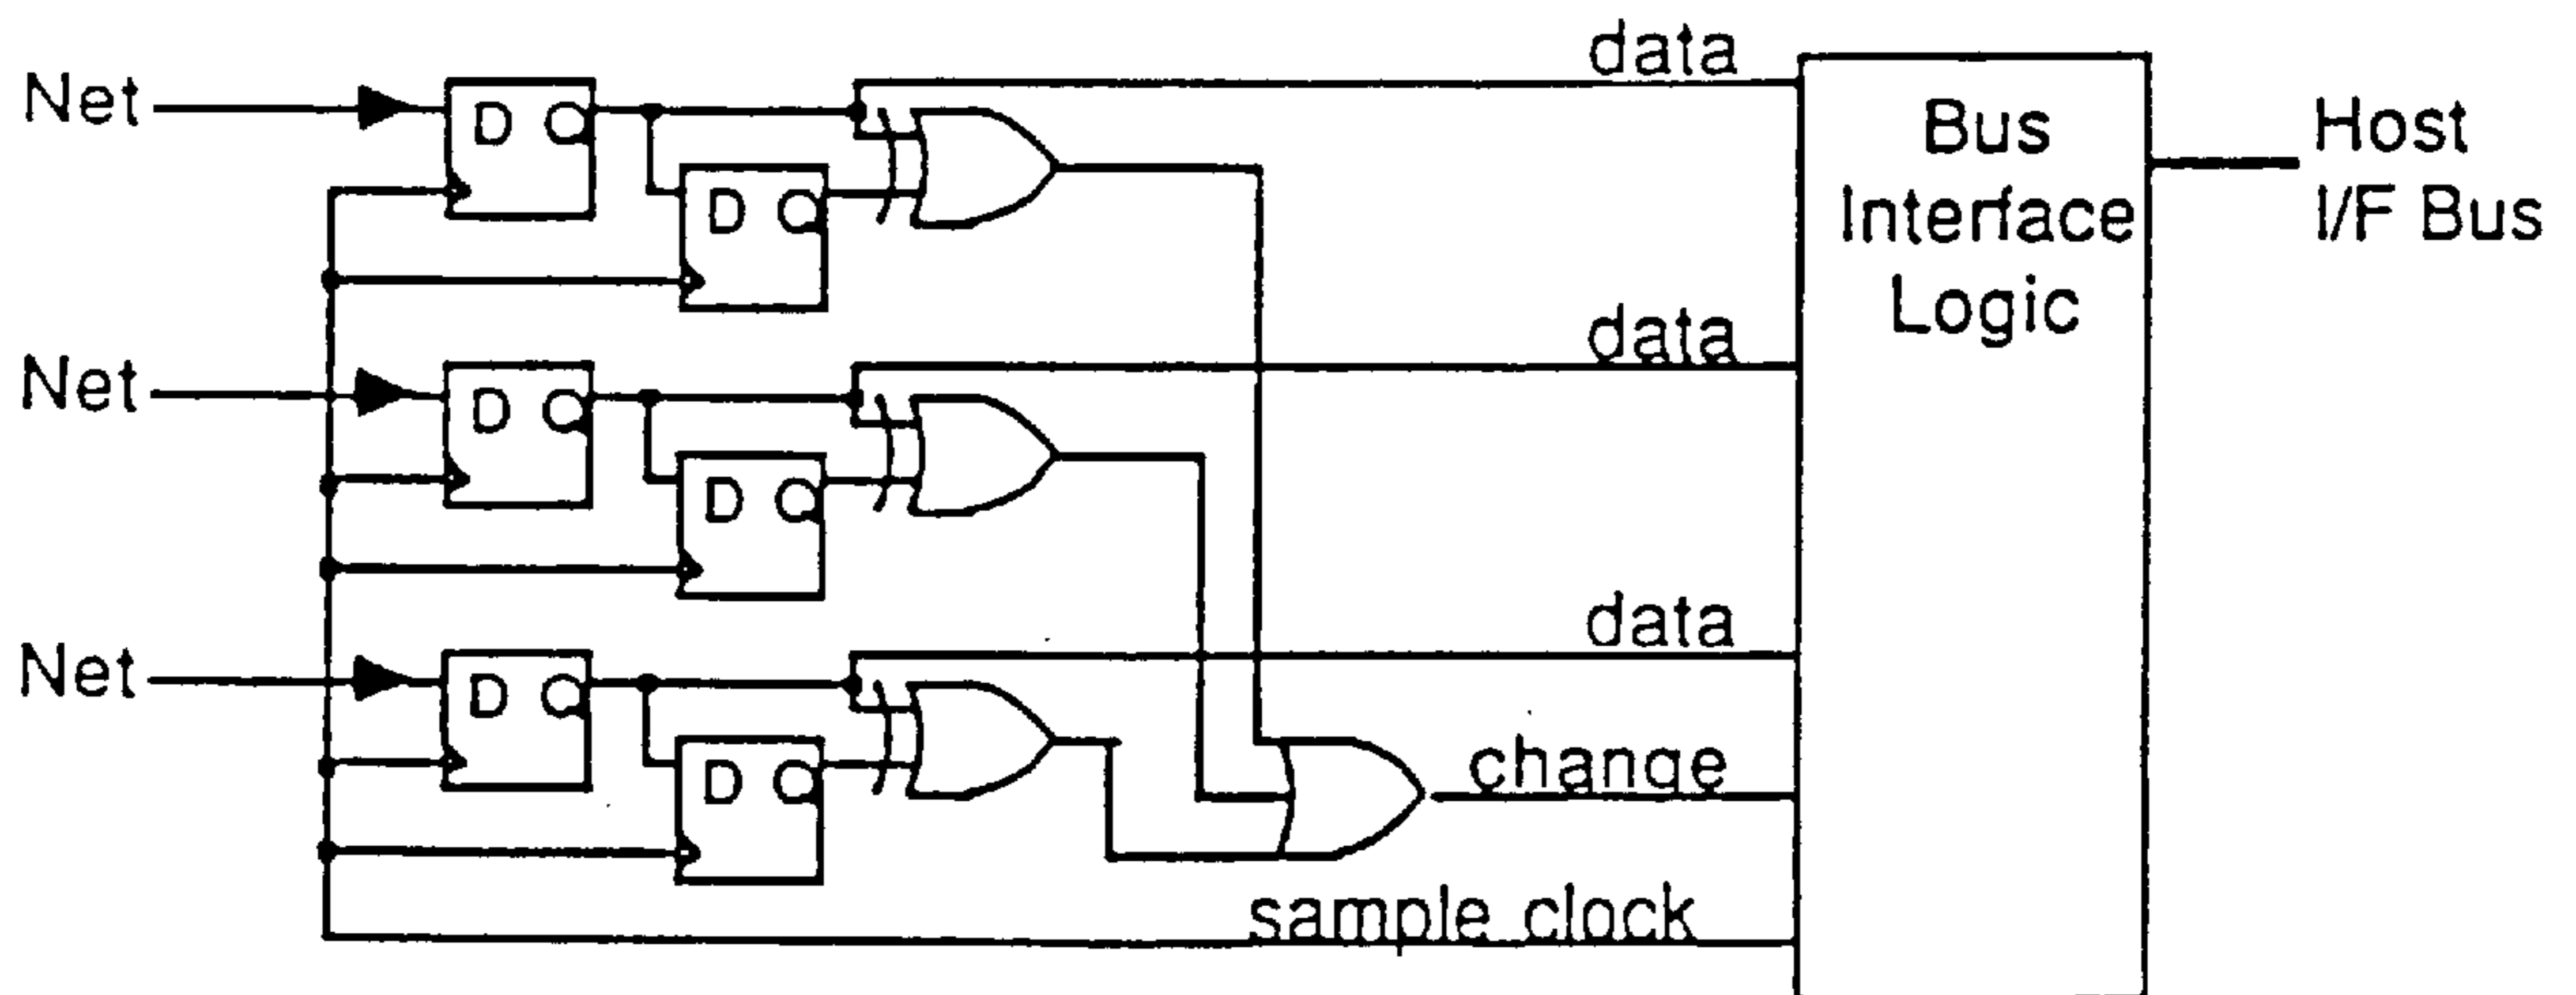 data
Net
D Q
D Q
Bus
Interface
Logic
Host
I/F Bus
data
Net
D Q
D Q
data
Net
D Q
D Q
change
sample clock